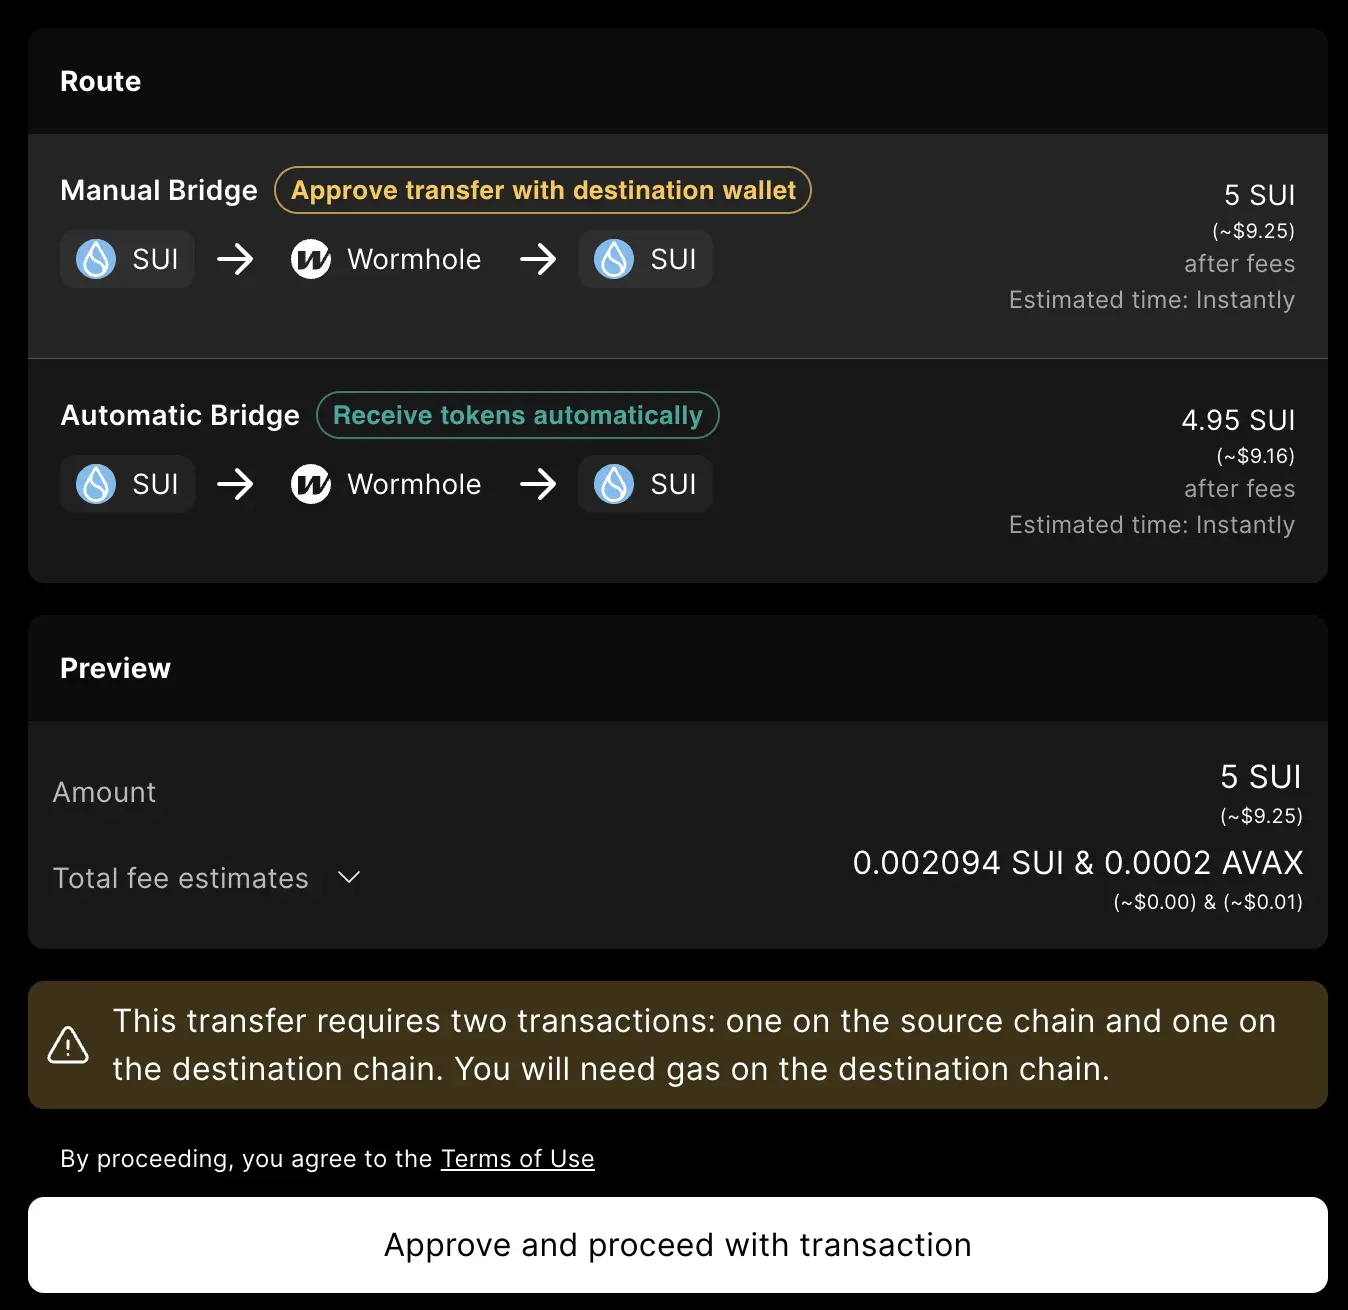 Route
Manual Bridge Approve transfer with destination wallet
SUI → Wormhole → SUI
5 SUI
(~$9.25)
after fees
Estimated time: Instantly
Automatic Bridge Receive tokens automatically
SUI → Wormhole → SUI
4.95 SUI
(~$9.16)
after fees
Estimated time: Instantly
Preview
Amount
5 SUI
(~$9.25)
Total fee estimates
0.002094 SUI & 0.0002 AVAX
(~$0.00) & (~$0.01)
This transfer requires two transactions: one on the source chain and one on
the destination chain. You will need gas on the destination chain.
By proceeding, you agree to the Terms of Use
Approve and proceed with transaction